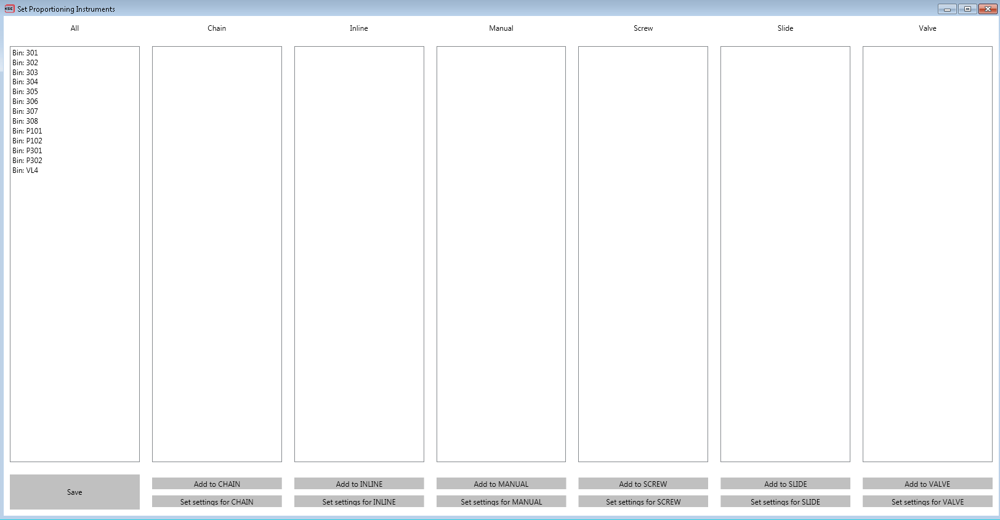 KSE Set Proportioning Instruments
All Chain Inline Manual Screw Slide Valve
Bin: 301
Bin: 302
Bin: 303
Bin: 304
Bin: 305
Bin: 306
Bin: 307
Bin: 308
Bin: P101
Bin: P102
Bin: P301
Bin: P302
Bin: VL4
Save
Add to CHAIN Add to INLINE Add to MANUAL Add to SCREW Add to SLIDE Add to VALVE
Set settings for CHAIN Set settings for INLINE Set settings for MANUAL Set settings for SCREW Set settings for SLIDE Set settings for VALVE